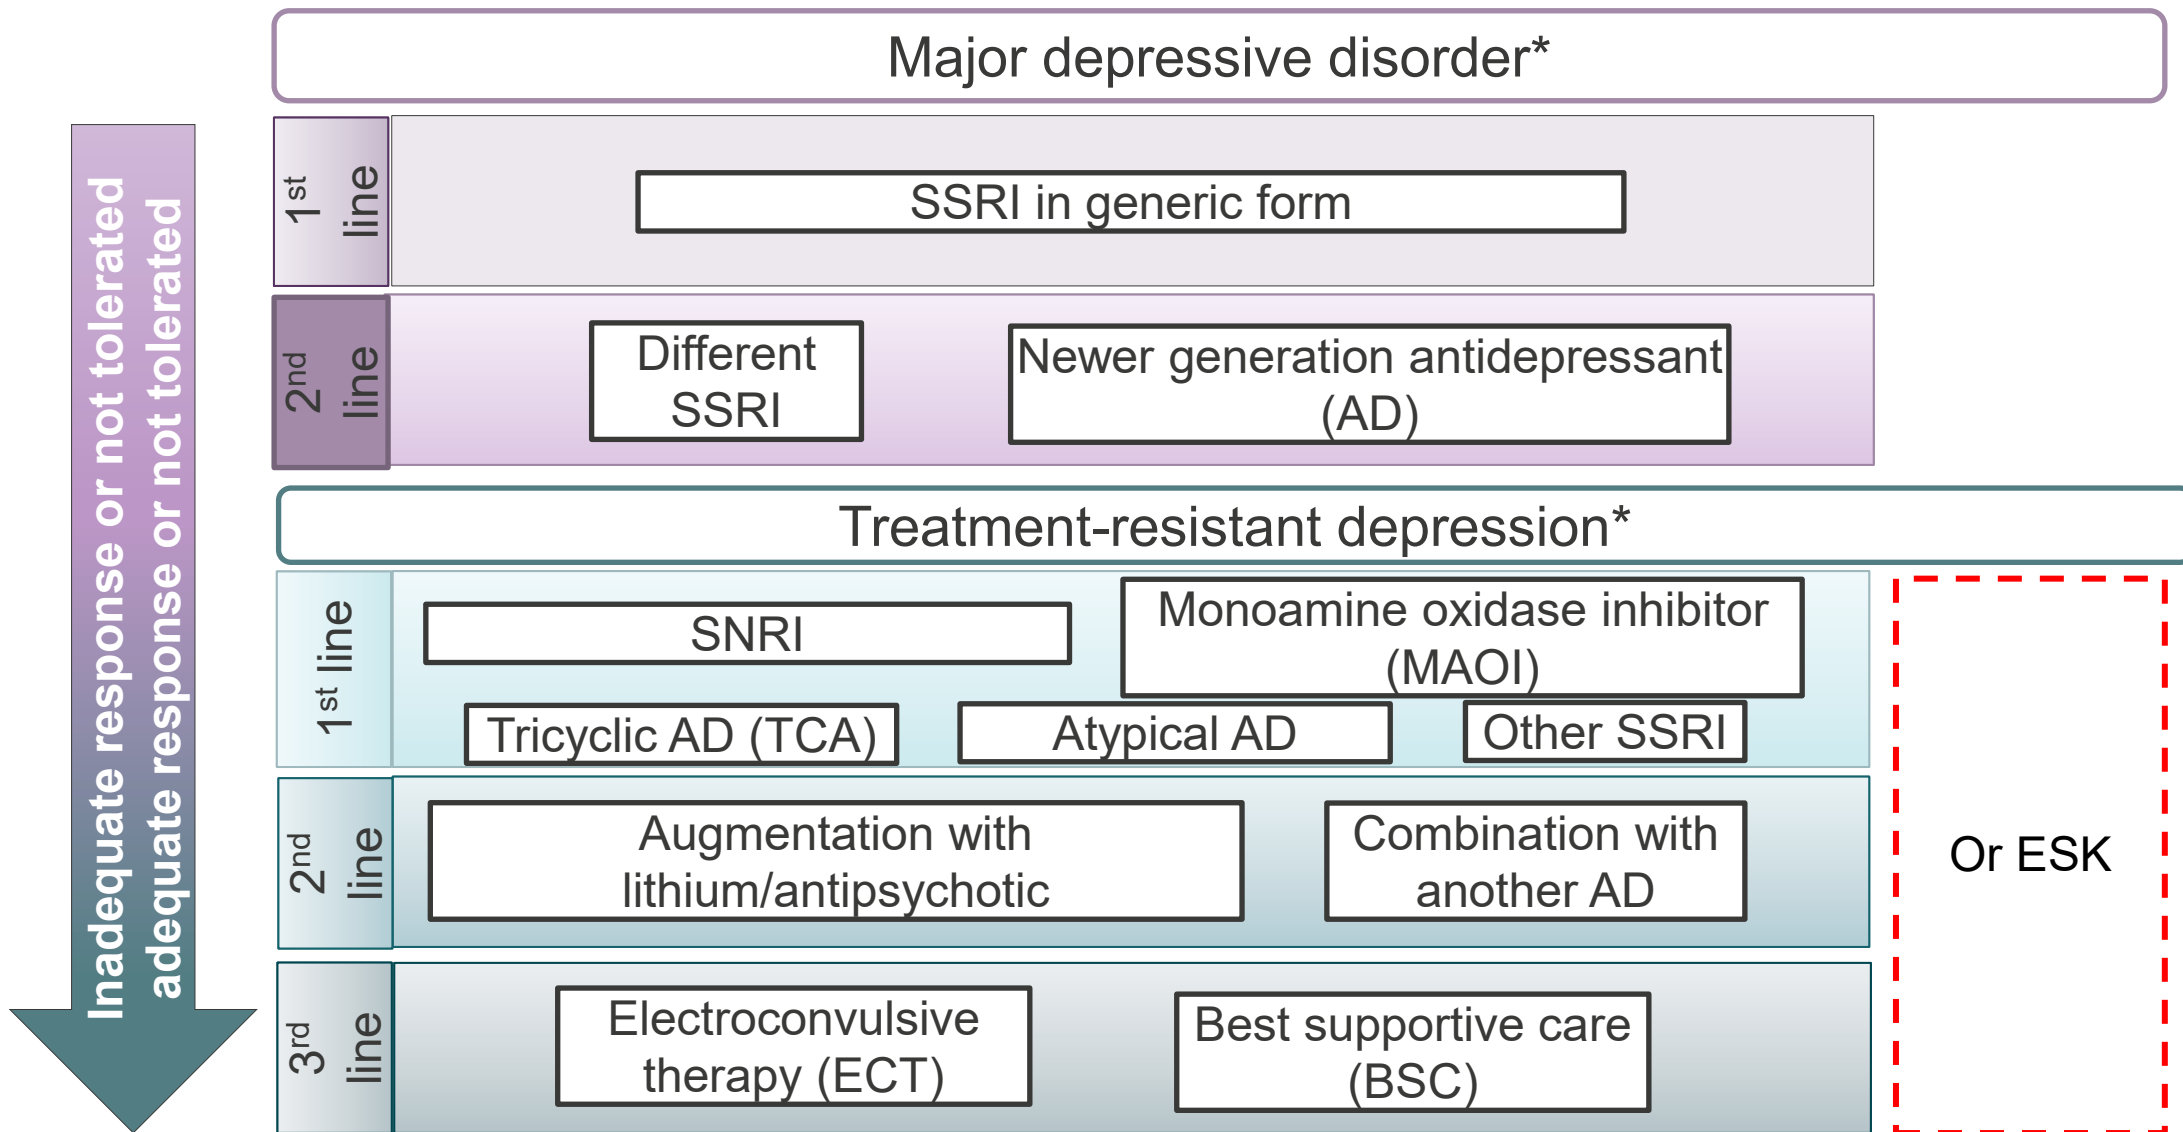 Major depressive disorder*
Inadequate response or not tolerated
adequate response or not tolerated
1st
line
SSRI in generic form
2nd
line
Different
SSRI
Newer generation antidepressant
(AD)
Treatment-resistant depression*
1st line
SNRI
Monoamine oxidase inhibitor
(MAOI)
Tricyclic AD (TCA)
Atypical AD
Other SSRI
2nd
line
Augmentation with
lithium/antipsychotic
Combination with
another AD
Or ESK
3rd
line
Electroconvulsive
therapy (ECT)
Best supportive care
(BSC)